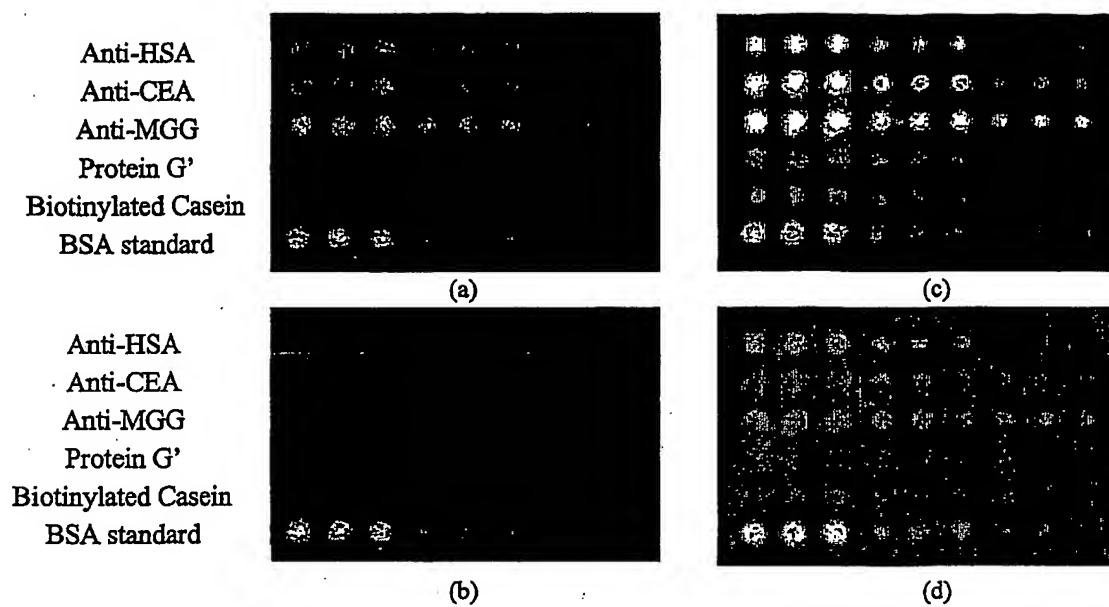 Anti-HSA
Anti-CEA
Anti-MGG
Protein G'
Biotinylated Casein
BSA standard
(a)
(c)
Anti-HSA
Anti-CEA
Anti-MGG
Protein G'
Biotinylated Casein
BSA standard
(b)
(d)